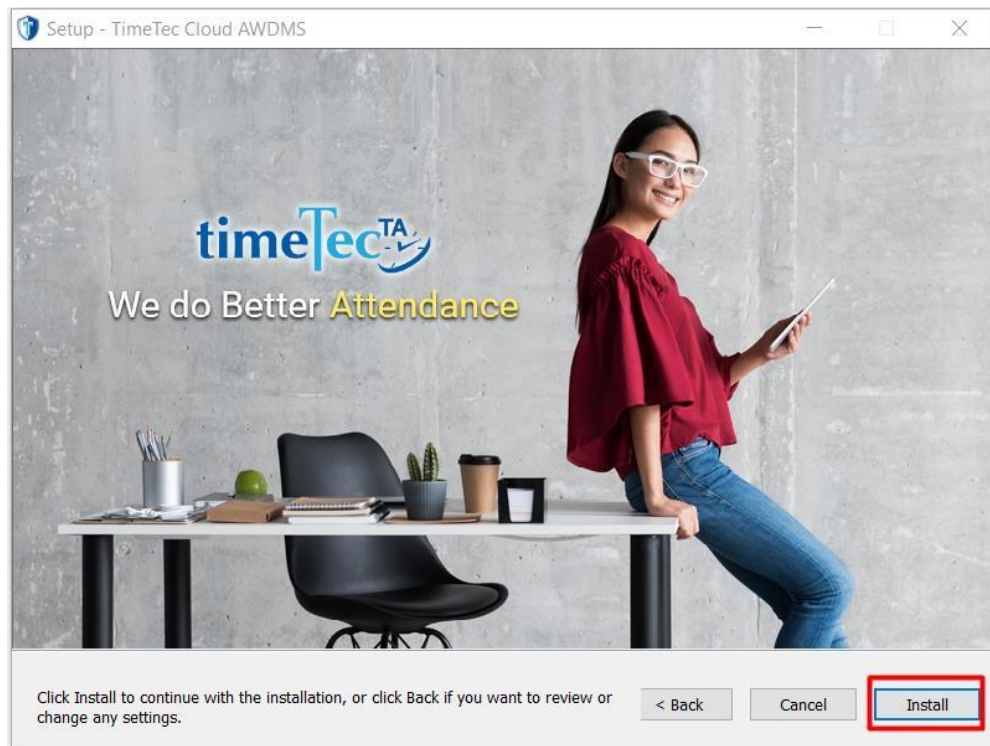 Setup - TimeTec Cloud AWDMS
timeTec TA
We do Better Attendance
Click Install to continue with the installation, or click Back if you want to review or
change any settings.
< Back
Cancel
Install